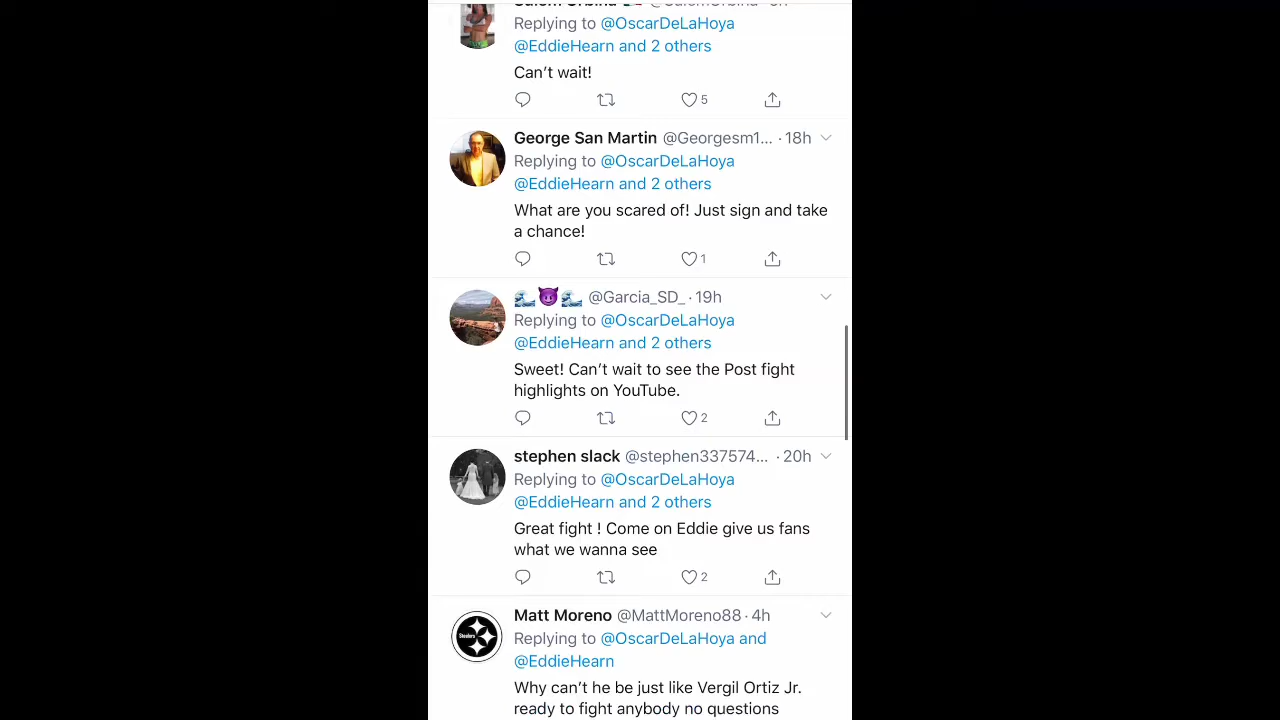 Replying to @OscarDeLaHoya
@EddieHearn and 2 others
Can’t wait!
5
George San Martin @Georgesm1... · 18h
Replying to @OscarDeLaHoya
@EddieHearn and 2 others
What are you scared of! Just sign and take
a chance!
1
🌊😈🌊 @Garcia_SD_ · 19h
Replying to @OscarDeLaHoya
@EddieHearn and 2 others
Sweet! Can’t wait to see the Post fight
highlights on YouTube.
2
stephen slack @stephen337574... · 20h
Replying to @OscarDeLaHoya
@EddieHearn and 2 others
Great fight ! Come on Eddie give us fans
what we wanna see
2
Steelers
Matt Moreno @MattMoreno88 · 4h
Replying to @OscarDeLaHoya and
@EddieHearn
Why can’t he be just like Vergil Ortiz Jr.
ready to fight anybody no questions